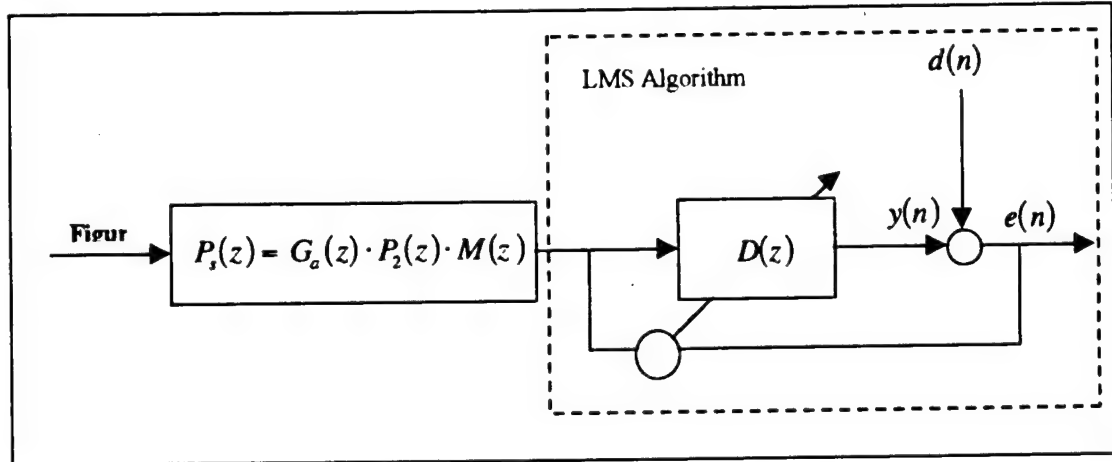 d(n)
LMS Algorithm
Figur
P_s(z) = G_a(z) · P_2(z) · M(z)
D(z)
y(n)
e(n)